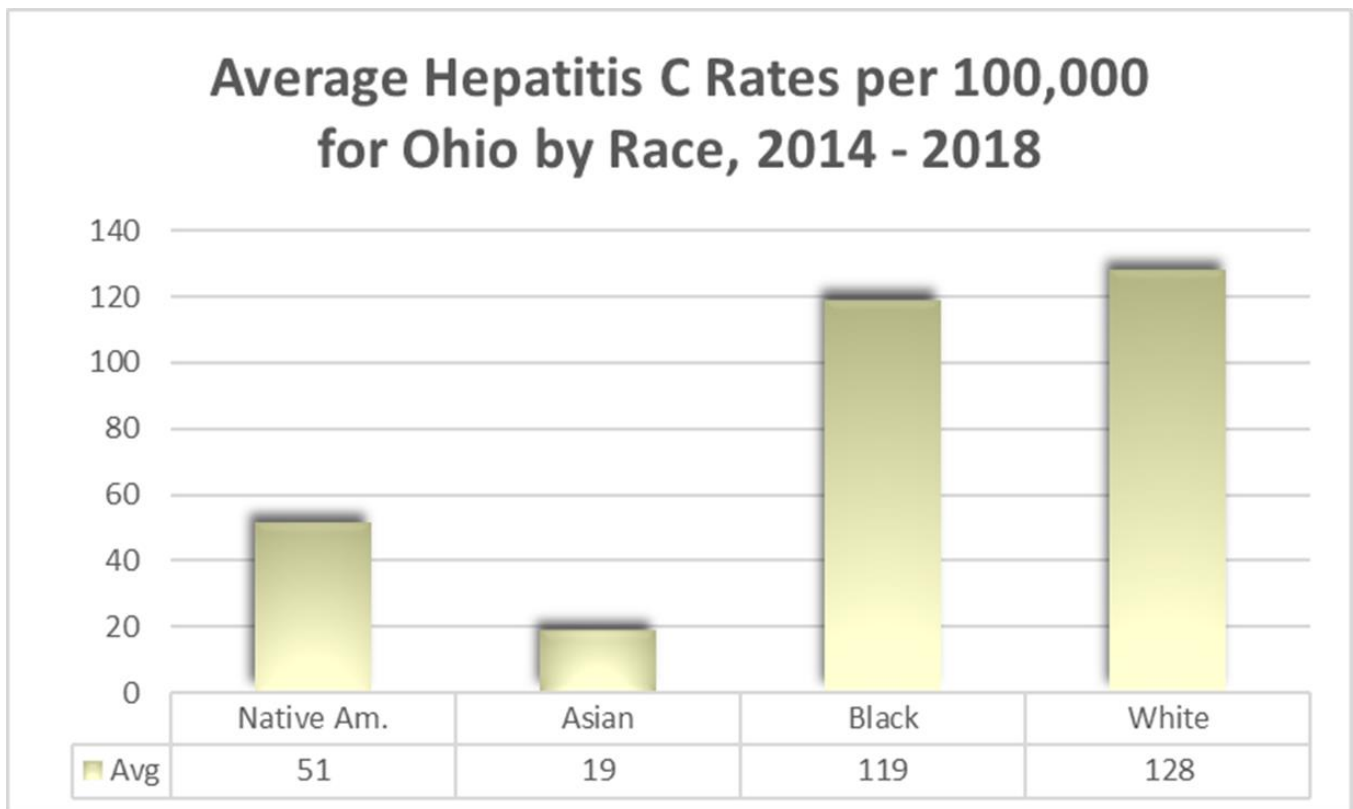 Average Hepatitis C Rates per 100,000
for Ohio by Race, 2014 - 2018
140
120
100
80
60
40
20
0
Native Am. Asian Black White
Avg 51 19 119 128